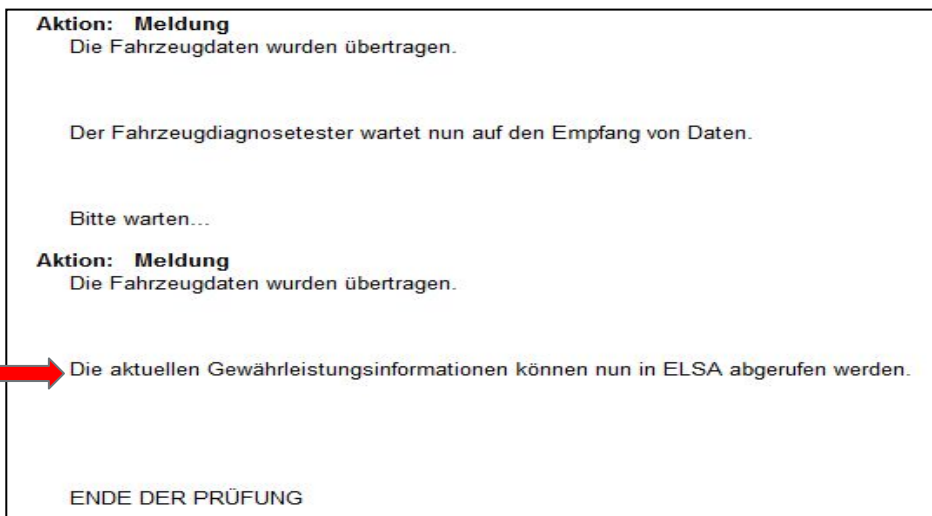 Aktion: Meldung
Die Fahrzeugdaten wurden übertragen.
Der Fahrzeugdiagnosetester wartet nun auf den Empfang von Daten.
Bitte warten...
Aktion: Meldung
Die Fahrzeugdaten wurden übertragen.
Die aktuellen Gewährleistungsinformationen können nun in ELSA abgerufen werden.
ENDE DER PRÜFUNG